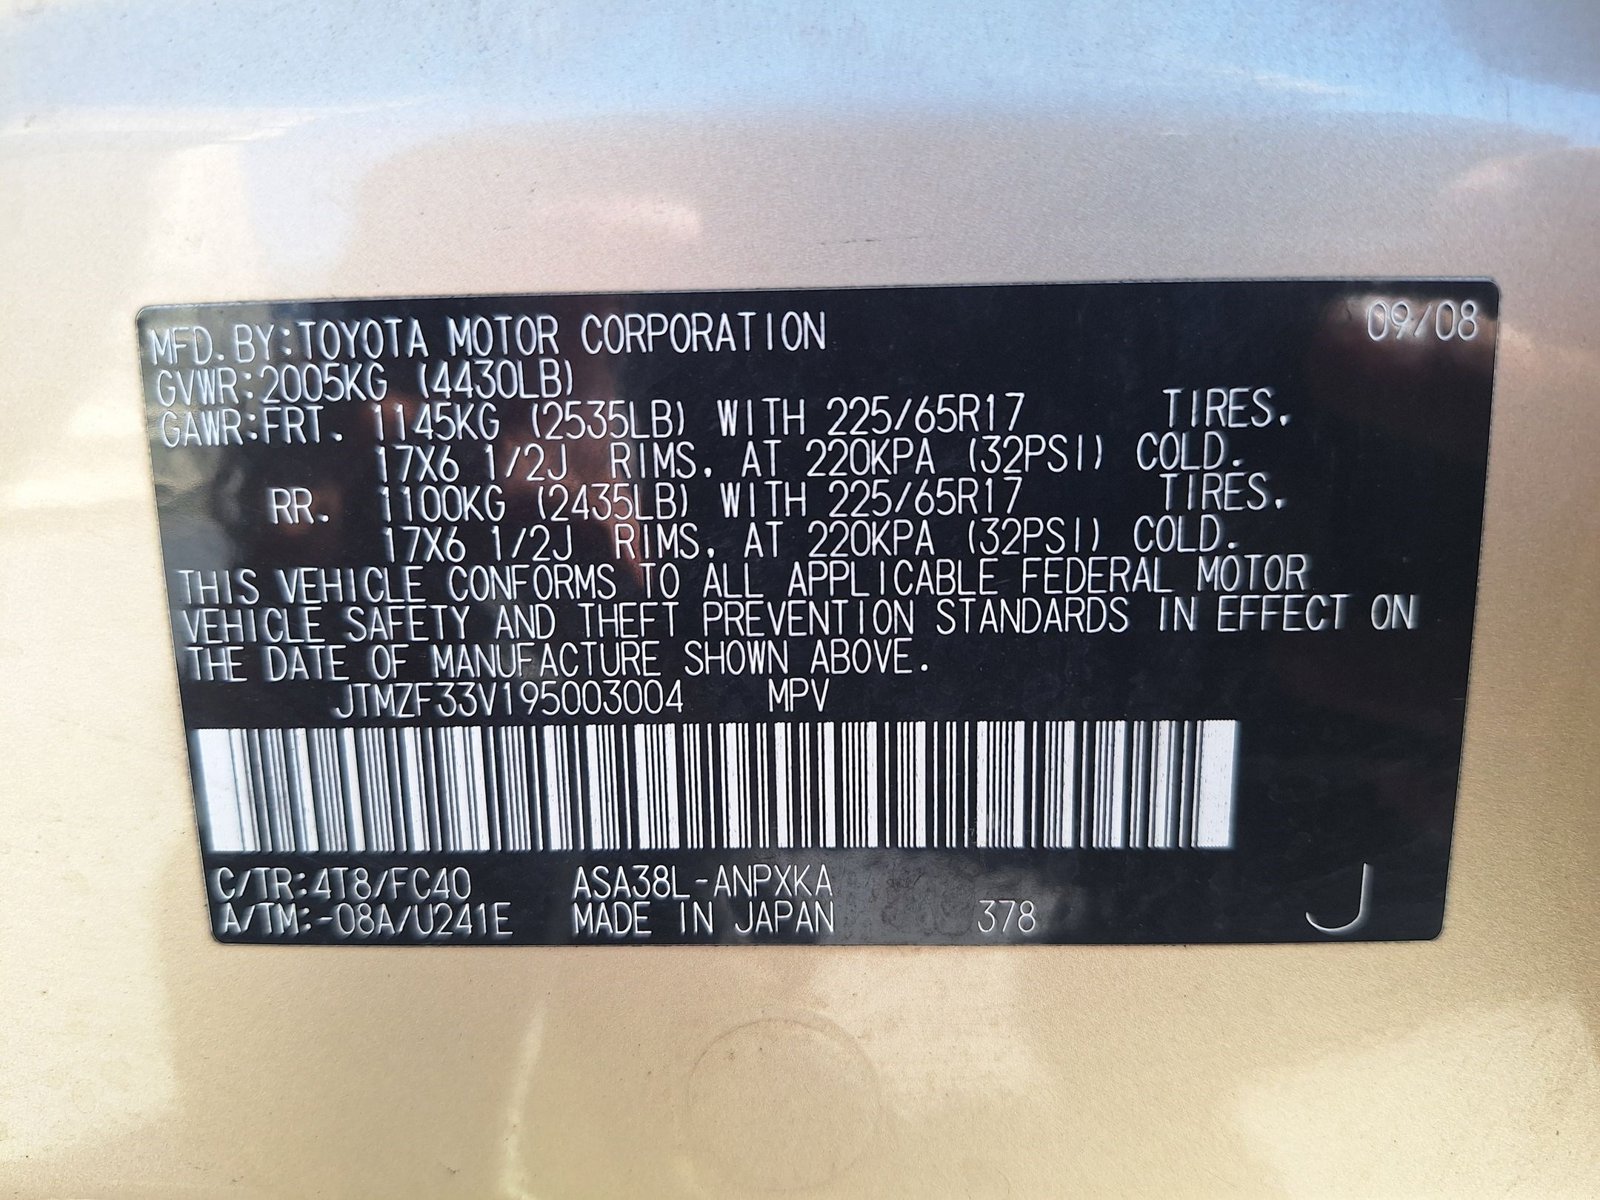 09/08
MFD. BY: TOYOTA MOTOR CORPORATION
GVWR: 2005KG (4430LB)
GAWR: FRT. 1145KG (2535LB) WITH 225/65R17 TIRES.
17X6 1/2J RIMS, AT 220KPA (32PSI) COLD.
RR. 1100KG (2435LB) WITH 225/65R17 TIRES,
17X6 1/2J RIMS, AT 220KPA (32PSI) COLD.
THIS VEHICLE CONFORMS TO ALL APPLICABLE FEDERAL MOTOR
VEHICLE SAFETY AND THEFT PREVENTION STANDARDS IN EFFECT ON
THE DATE OF MANUFACTURE SHOWN ABOVE.
JTMZF33V195003004 MPV
C/TR: 4T8/FC40 ASA38L-ANPXKA
A/TM: -08A/U241E MADE IN JAPAN 378 J